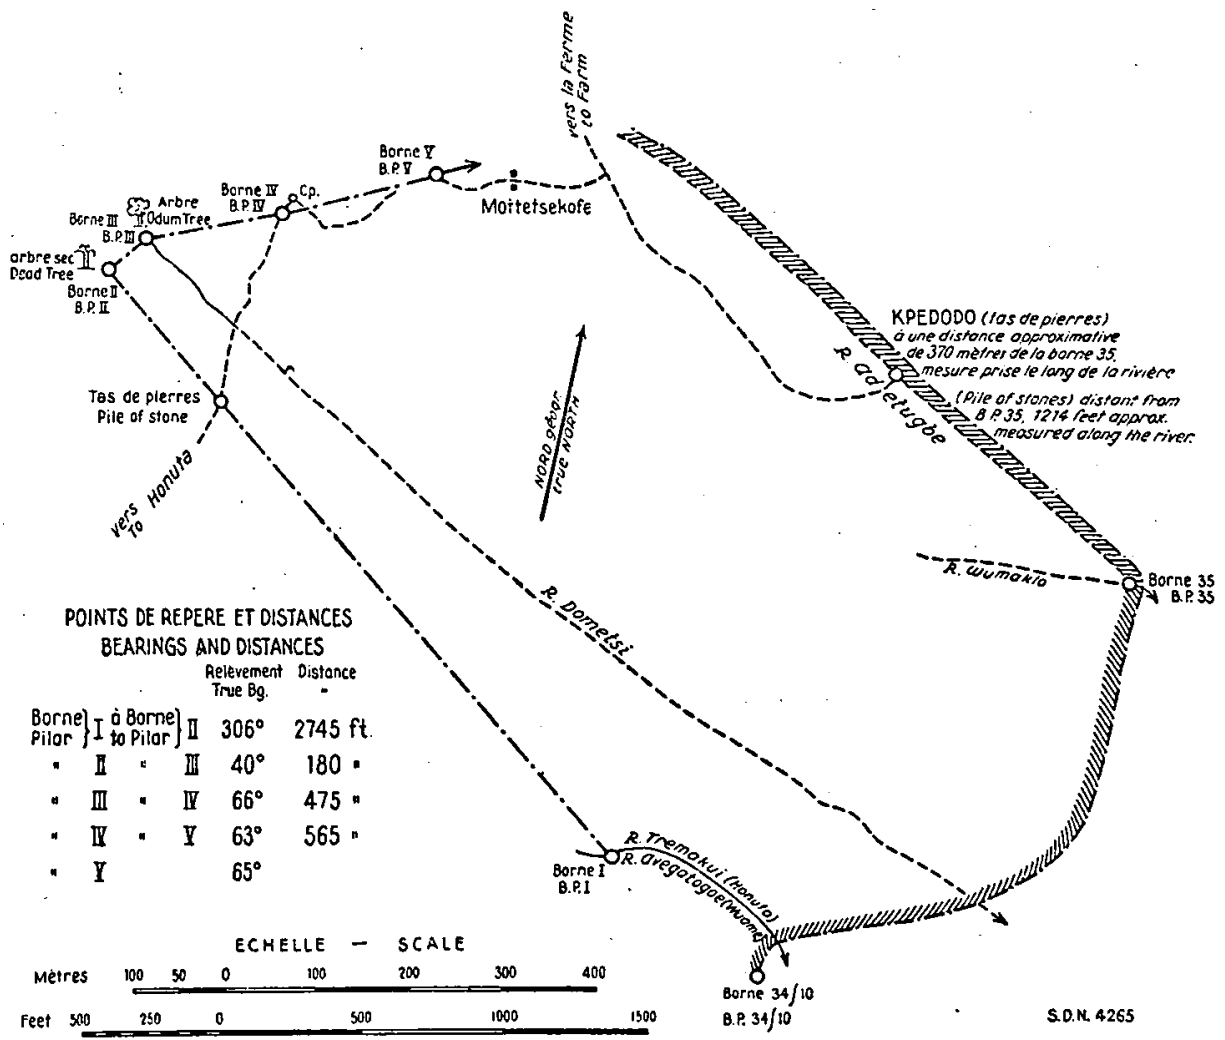 vers la Ferme
to Farm
Borne V
B.P. V
Borne IV
B.P. IV
Cp.
Arbre
Odum Tree
Borne III
B.P. III
arbre sec
Dead Tree
Borne II
B.P. II
Mottetsekofe
KPEDODO (tas de pierres)
à une distance approximative
de 370 mètres de la borne 35,
mesure prise le long de la rivière
(Pile of stones) distant from
B.P. 35, 1214 feet approx.
measured along the river.
R. adjetugbe
Tas de pierres
Pile of stone
vers
To Honuta
NORD géogr.
true NORTH
R. Wumaklo
Borne 35
B.P. 35
R. Dometsi
POINTS DE REPERE ET DISTANCES
BEARINGS AND DISTANCES
Relèvement Distance
True Bg. "
Borne } I à Borne } II 306° 2745 ft.
Pilar to Pilar
" II " III 40° 180 "
" III " IV 66° 475 "
" IV " V 63° 565 "
" V 65°
R. Tremakui (Honuta)
R. avegatogoe (Wuame)
Borne I
B.P. I
Borne 34/10
B.P. 34/10
ECHELLE — SCALE
Mètres 100 50 0 100 200 300 400
Feet 500 250 0 500 1000 1500
S.D.N. 4265